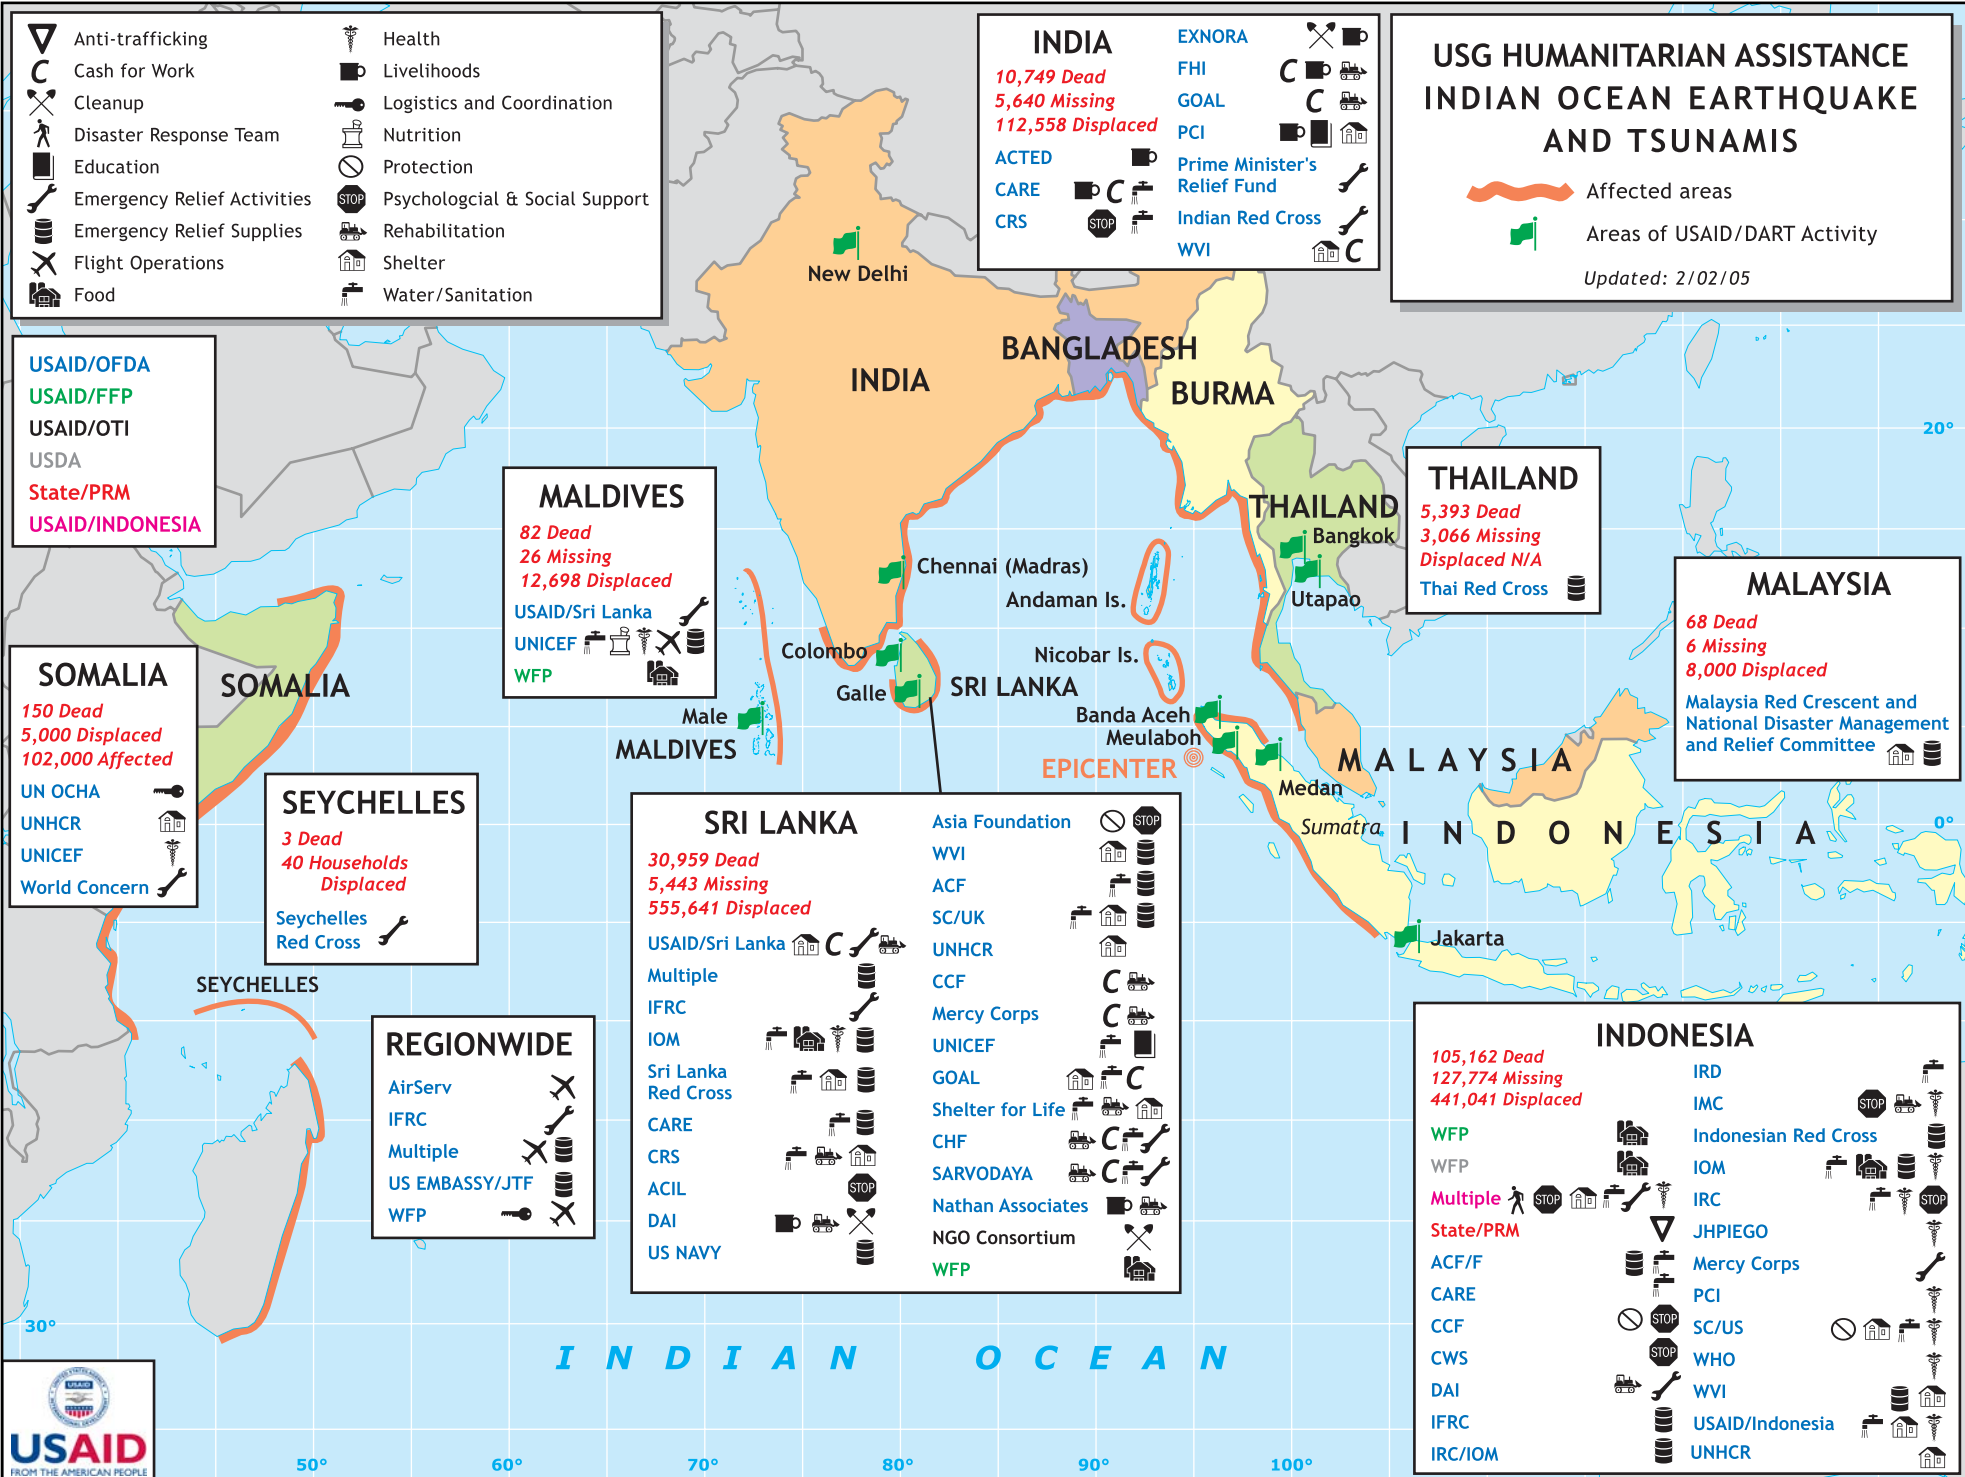 Anti-trafficking
Cash for Work
Cleanup
Disaster Response Team
Education
Emergency Relief Activities
Emergency Relief Supplies
Flight Operations
Food
Health
Livelihoods
Logistics and Coordination
Nutrition
Protection
STOP Psychologcial & Social Support
Rehabilitation
Shelter
Water/Sanitation
USAID/OFDA
USAID/FFP
USAID/OTI
USDA
State/PRM
USAID/INDONESIA
INDIA
10,749 Dead
5,640 Missing
112,558 Displaced
ACTED
CARE C
CRS STOP
EXNORA
FHI C
GOAL C
PCI
Prime Minister's
Relief Fund
Indian Red Cross
WVI C
USG HUMANITARIAN ASSISTANCE
INDIAN OCEAN EARTHQUAKE
AND TSUNAMIS
Affected areas
Areas of USAID/DART Activity
Updated: 2/02/05
New Delhi
INDIA
BANGLADESH
BURMA
THAILAND
Bangkok
Utapao
20°
MALDIVES
82 Dead
26 Missing
12,698 Displaced
USAID/Sri Lanka
UNICEF
WFP
THAILAND
5,393 Dead
3,066 Missing
Displaced N/A
Thai Red Cross
MALAYSIA
68 Dead
6 Missing
8,000 Displaced
Malaysia Red Crescent and
National Disaster Management
and Relief Committee
Chennai (Madras)
Andaman Is.
Colombo
Nicobar Is.
Galle
SRI LANKA
Male
MALDIVES
Banda Aceh
Meulaboh
EPICENTER
Medan
Sumatra
MALAYSIA
INDONESIA
0°
Jakarta
SOMALIA
SOMALIA
150 Dead
5,000 Displaced
102,000 Affected
UN OCHA
UNHCR
UNICEF
World Concern
SEYCHELLES
3 Dead
40 Households
Displaced
Seychelles
Red Cross
SEYCHELLES
REGIONWIDE
AirServ
IFRC
Multiple
US EMBASSY/JTF
WFP
SRI LANKA
30,959 Dead
5,443 Missing
555,641 Displaced
USAID/Sri Lanka C
Multiple
IFRC
IOM
Sri Lanka
Red Cross
CARE
CRS
ACIL STOP
DAI
US NAVY
Asia Foundation STOP
WVI
ACF
SC/UK
UNHCR
CCF C
Mercy Corps C
UNICEF
GOAL C
Shelter for Life
CHF C
SARVODAYA C
Nathan Associates
NGO Consortium
WFP
INDONESIA
105,162 Dead
127,774 Missing
441,041 Displaced
WFP
WFP
Multiple STOP
State/PRM
ACF/F
CARE
CCF STOP
CWS STOP
DAI
IFRC
IRC/IOM
IRD
IMC STOP
Indonesian Red Cross
IOM
IRC STOP
JHPIEGO
Mercy Corps
PCI
SC/US
WHO
WVI
USAID/Indonesia
UNHCR
30°
INDIAN OCEAN
50°
60°
70°
80°
90°
100°
USAID
USAID
FROM THE AMERICAN PEOPLE